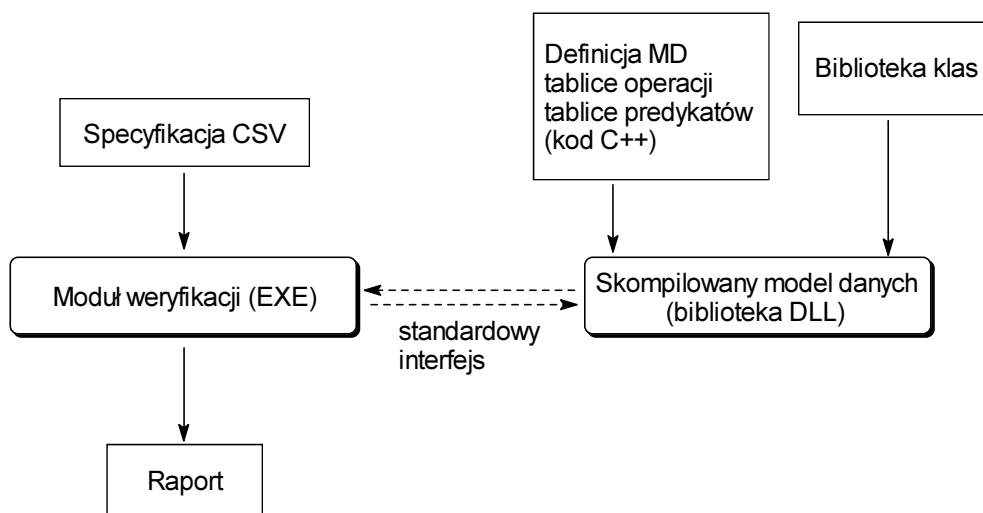 Definicja MD
tablice operacji
tablice predykatów
(kod C++)
Biblioteka klas
Specyfikacja CSV
Moduł weryfikacji (EXE)
standardowy
interfejs
Skompilowany model danych
(biblioteka DLL)
Raport